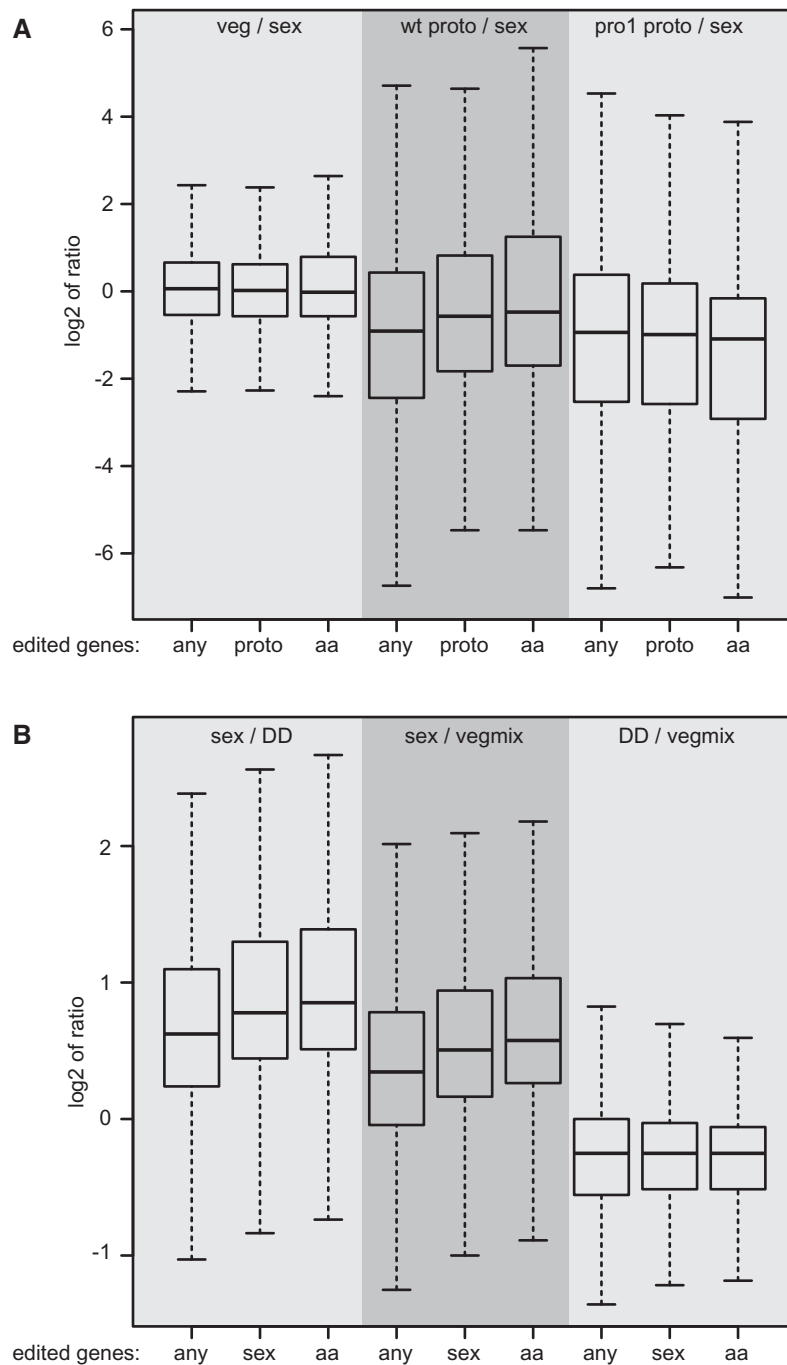 A
veg / sex wt proto / sex pro1 proto / sex
6
4
2
0
-2
-4
-6
log2 of ratio
edited genes: any proto aa any proto aa any proto aa
B
sex / DD sex / vegmix DD / vegmix
2
1
0
-1
log2 of ratio
edited genes: any sex aa any sex aa any sex aa